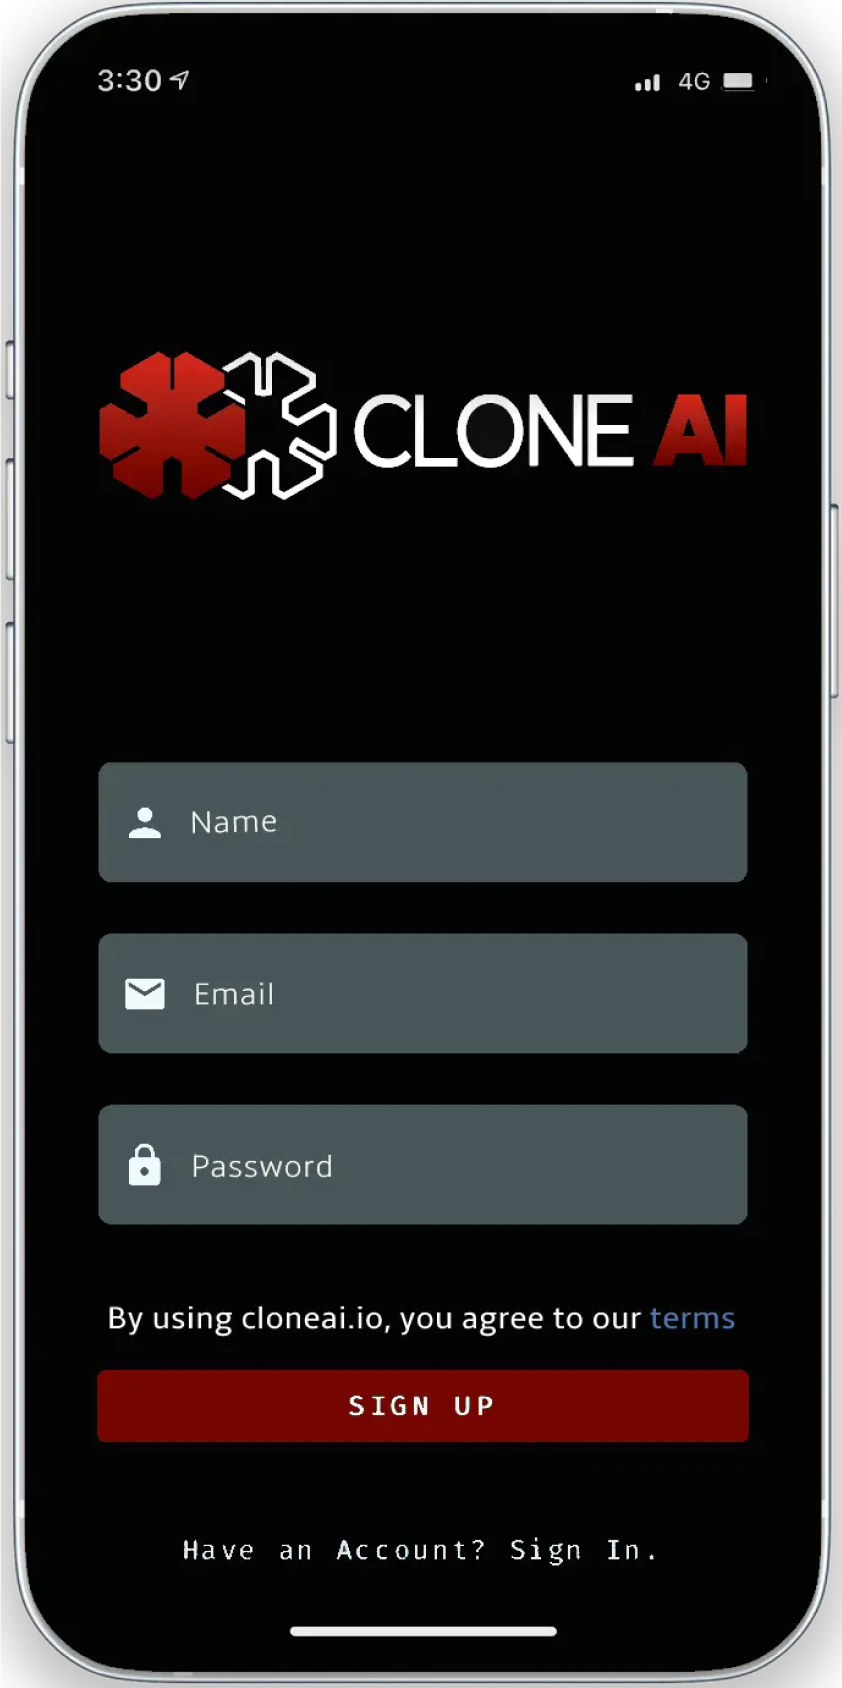 3:30
4G
CLONE AI
Name
Email
Password
By using cloneai.io, you agree to our terms
SIGN UP
Have an Account? Sign In.